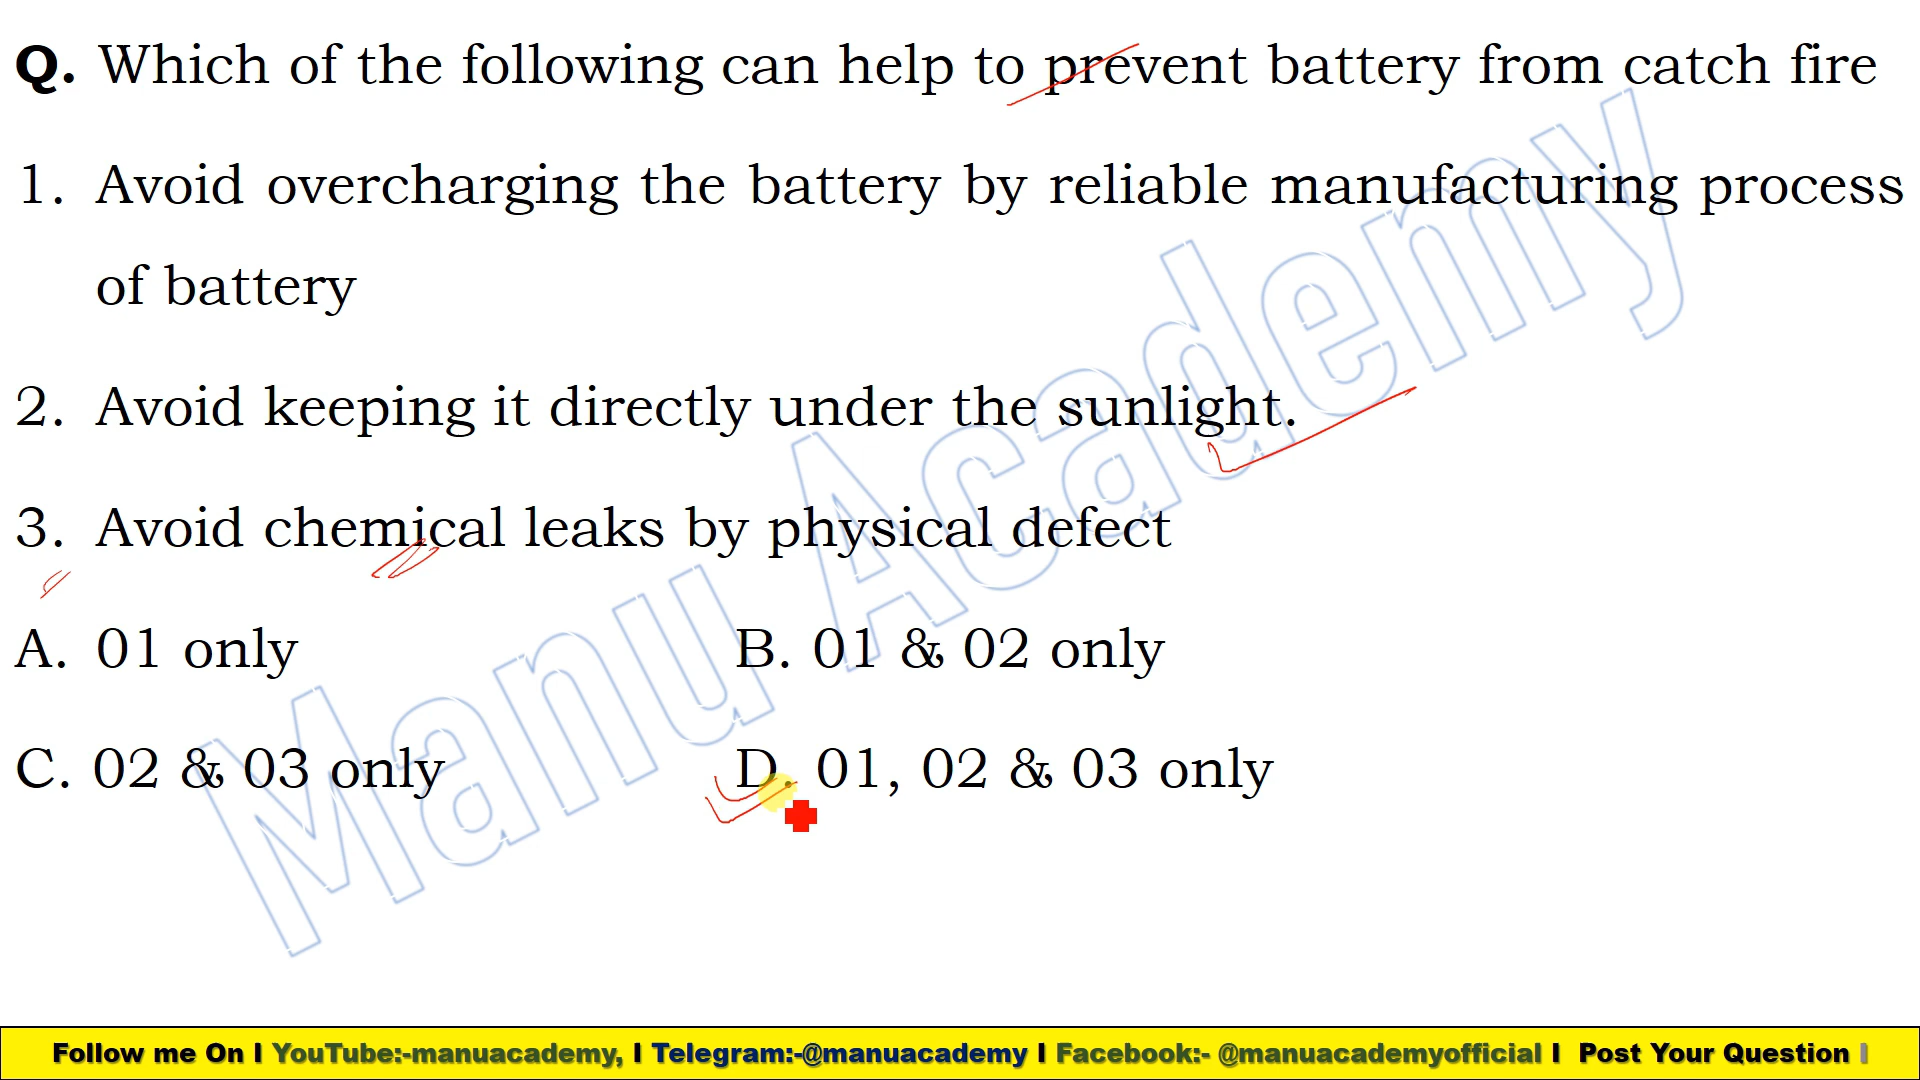 Q. Which of the following can help to prevent battery from catch fire
1. Avoid overcharging the battery by reliable manufacturing process
of battery
2. Avoid keeping it directly under the sunlight.
3. Avoid chemical leaks by physical defect
A. 01 only B. 01 & 02 only
C. 02 & 03 only D. 01, 02 & 03 only
Manu Academy
Follow me On I YouTube:-manuacademy, I Telegram:-@manuacademy I Facebook:- @manuacademyofficial I Post Your Question I